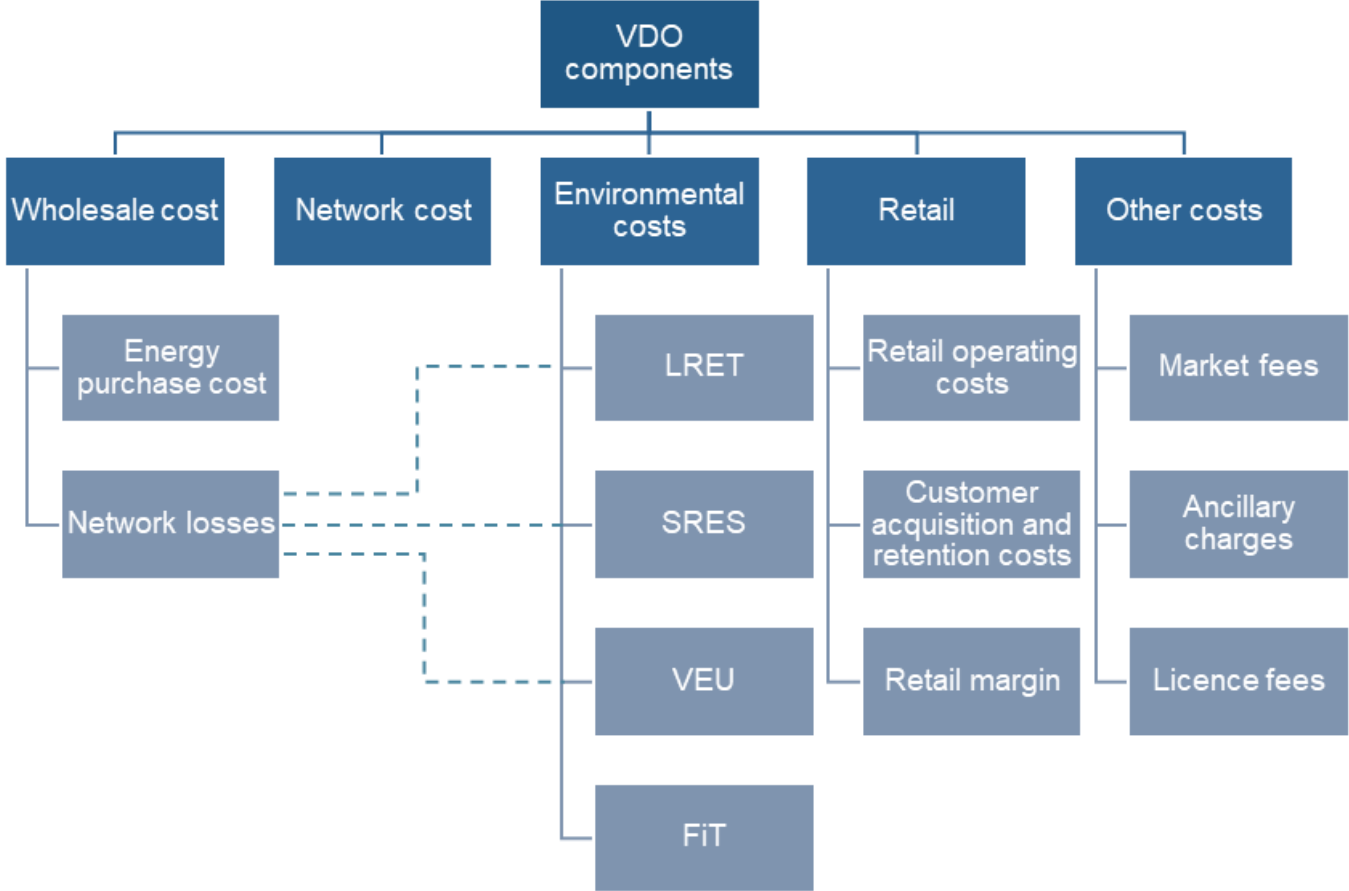 VDO
components
Wholesale cost
Network cost
Environmental
costs
Retail
Other costs
Energy
purchase cost
LRET
Retail operating
costs
Market fees
Network losses
SRES
Customer
acquisition and
retention costs
Ancillary
charges
VEU
Retail margin
Licence fees
FiT